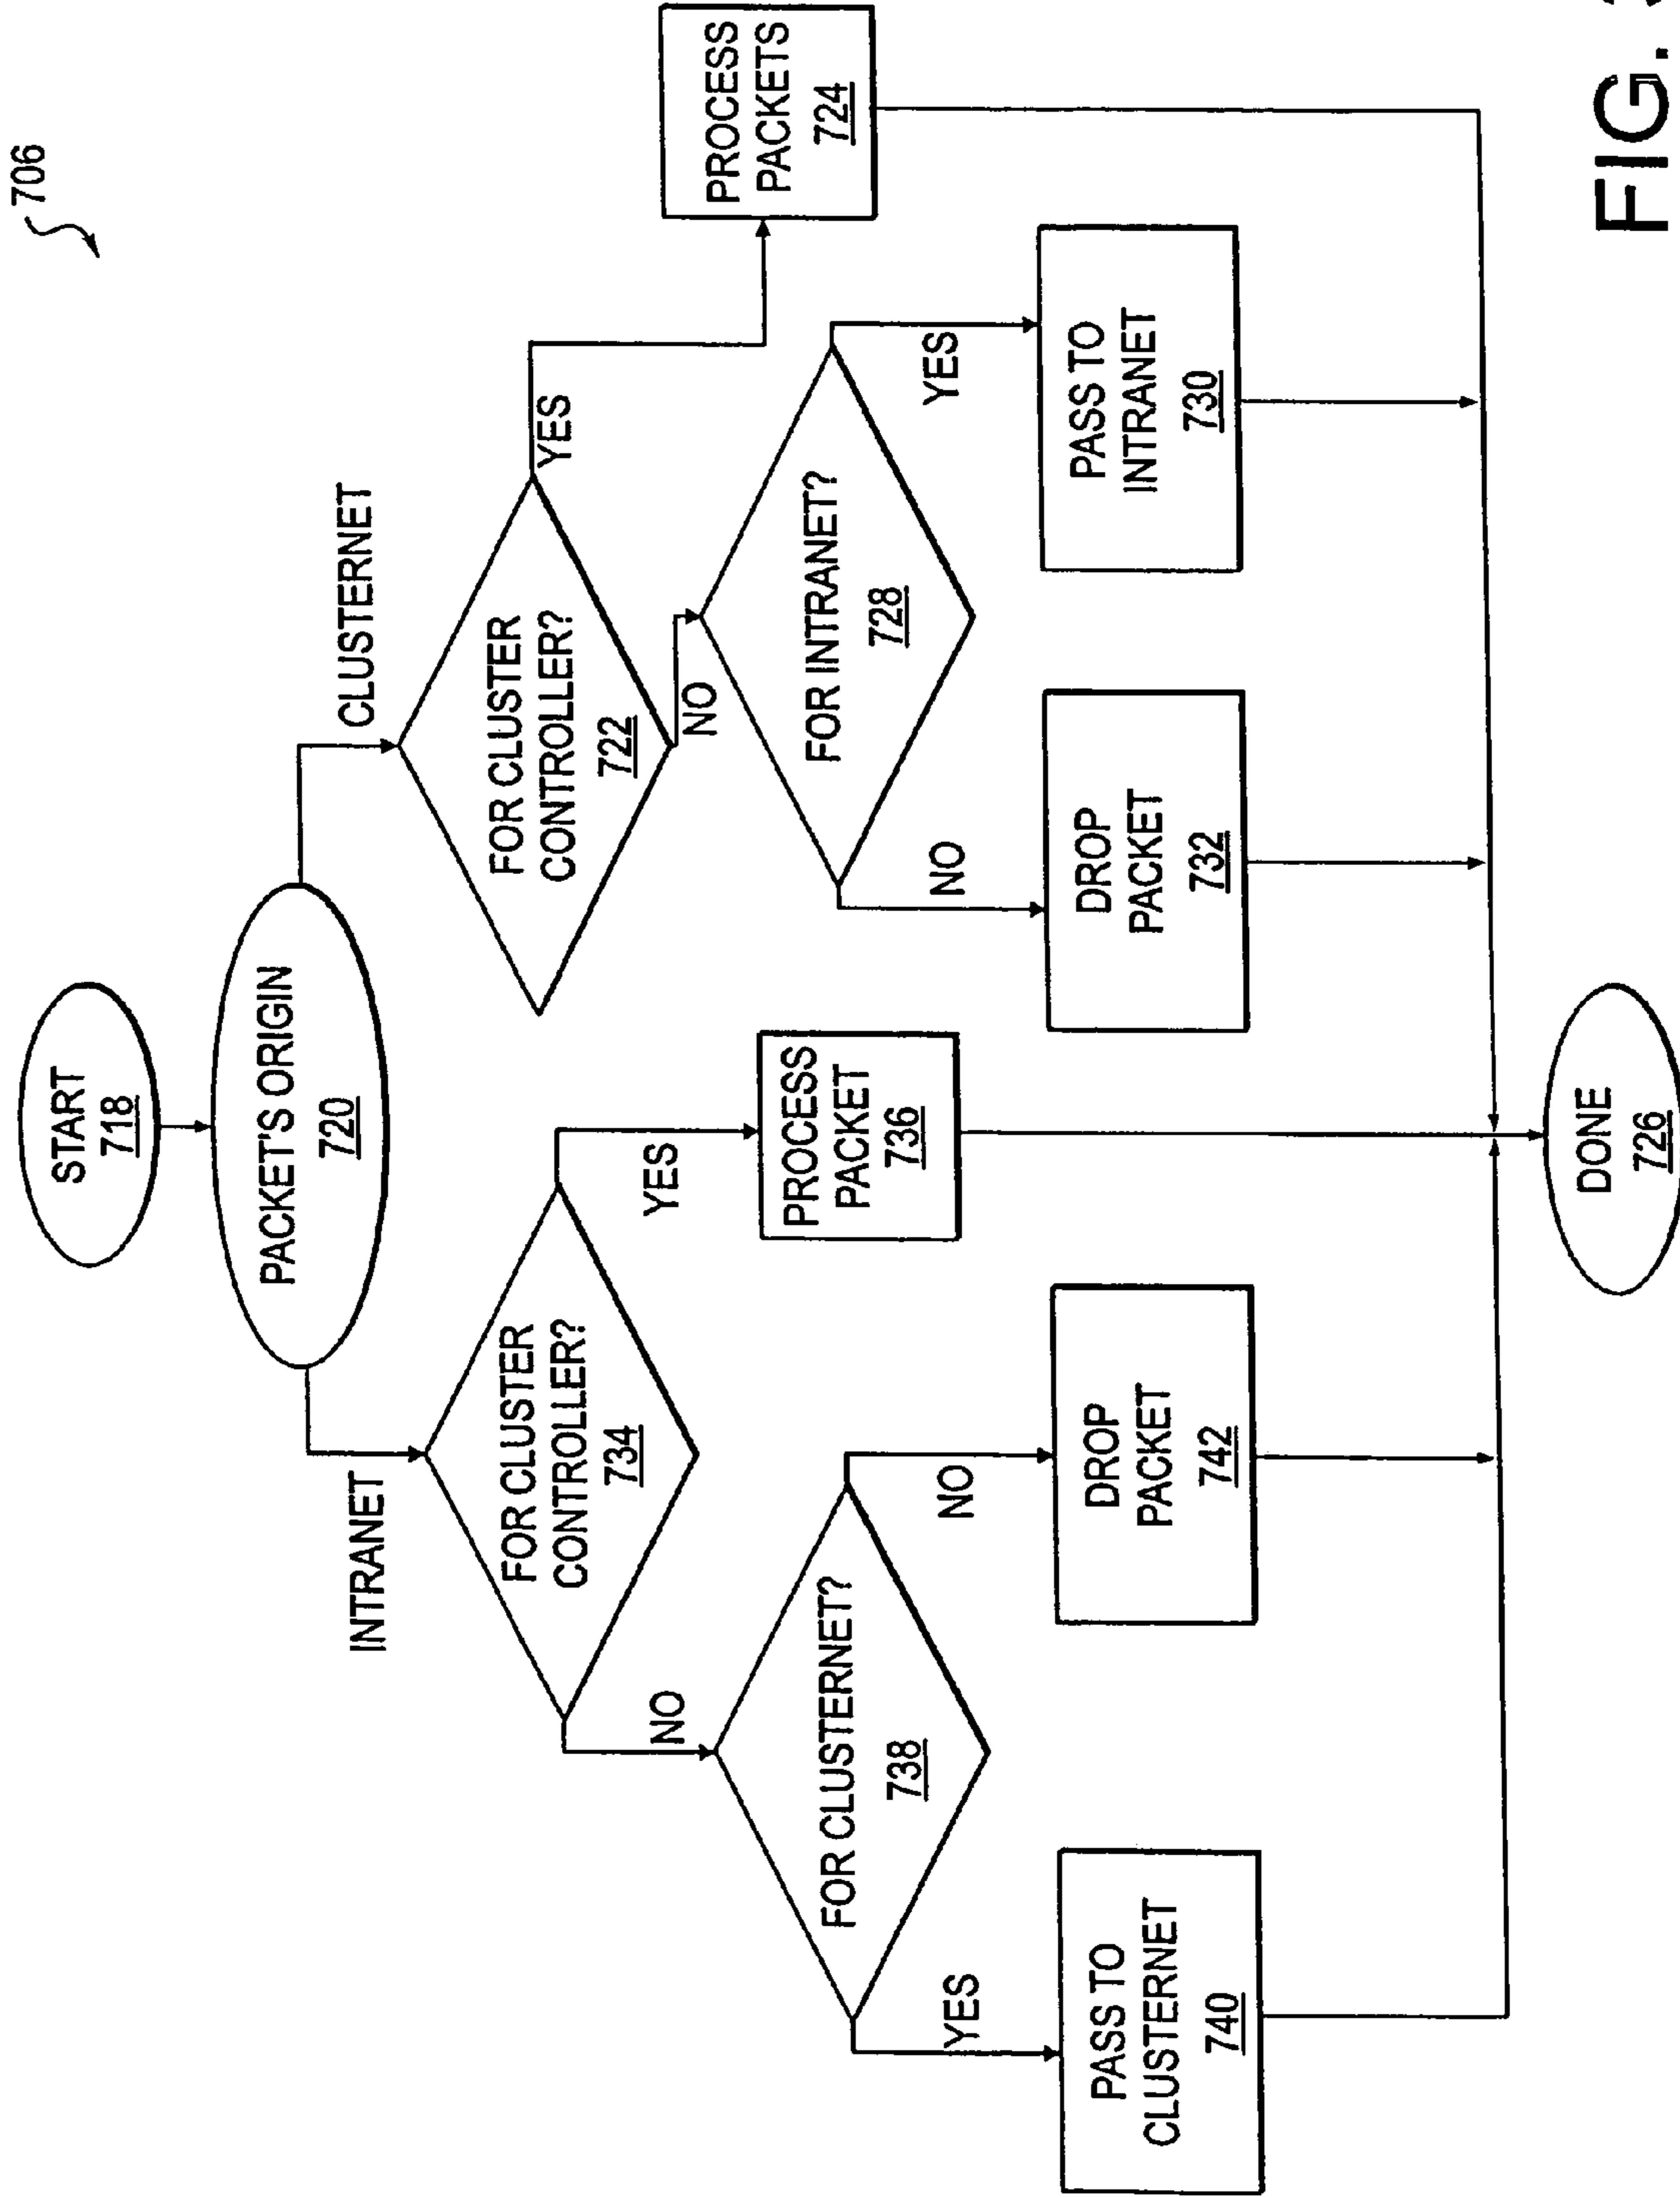 706
START
718
PACKET'S ORIGIN
720
INTRANET
CLUSTERNET
FOR CLUSTER
CONTROLLER?
734
FOR CLUSTER
CONTROLLER?
722
NO
YES
NO
YES
FOR CLUSTERNET?
738
PROCESS
PACKET
736
FOR INTRANET?
728
PROCESS
PACKETS
724
YES
NO
NO
YES
PASS TO
CLUSTERNET
740
DROP
PACKET
742
DROP
PACKET
732
PASS TO
INTRANET
730
DONE
726
FIG.